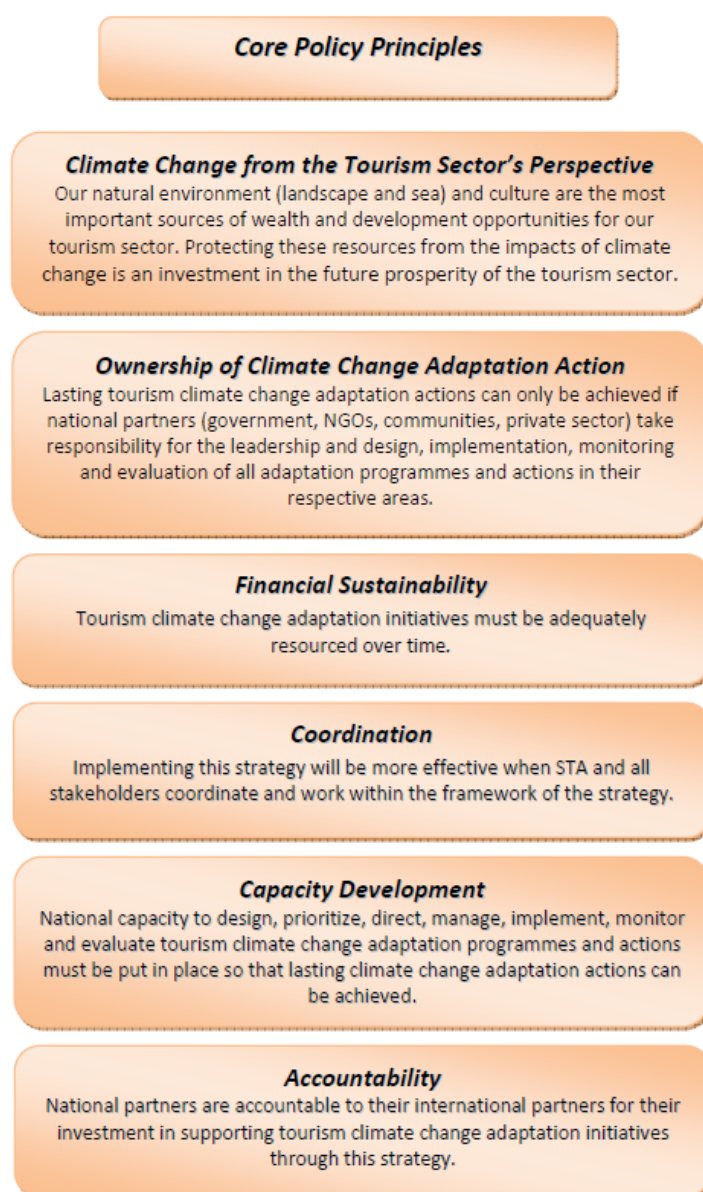 Core Policy Principles
Climate Change from the Tourism Sector's Perspective
Our natural environment (landscape and sea) and culture are the most
important sources of wealth and development opportunities for our
tourism sector. Protecting these resources from the impacts of climate
change is an investment in the future prosperity of the tourism sector.
Ownership of Climate Change Adaptation Action
Lasting tourism climate change adaptation actions can only be achieved if
national partners (government, NGOs, communities, private sector) take
responsibility for the leadership and design, implementation, monitoring
and evaluation of all adaptation programmes and actions in their
respective areas.
Financial Sustainability
Tourism climate change adaptation initiatives must be adequately
resourced over time.
Coordination
Implementing this strategy will be more effective when STA and all
stakeholders coordinate and work within the framework of the strategy.
Capacity Development
National capacity to design, prioritize, direct, manage, implement, monitor
and evaluate tourism climate change adaptation programmes and actions
must be put in place so that lasting climate change adaptation actions can
be achieved.
Accountability
National partners are accountable to their international partners for their
investment in supporting tourism climate change adaptation initiatives
through this strategy.